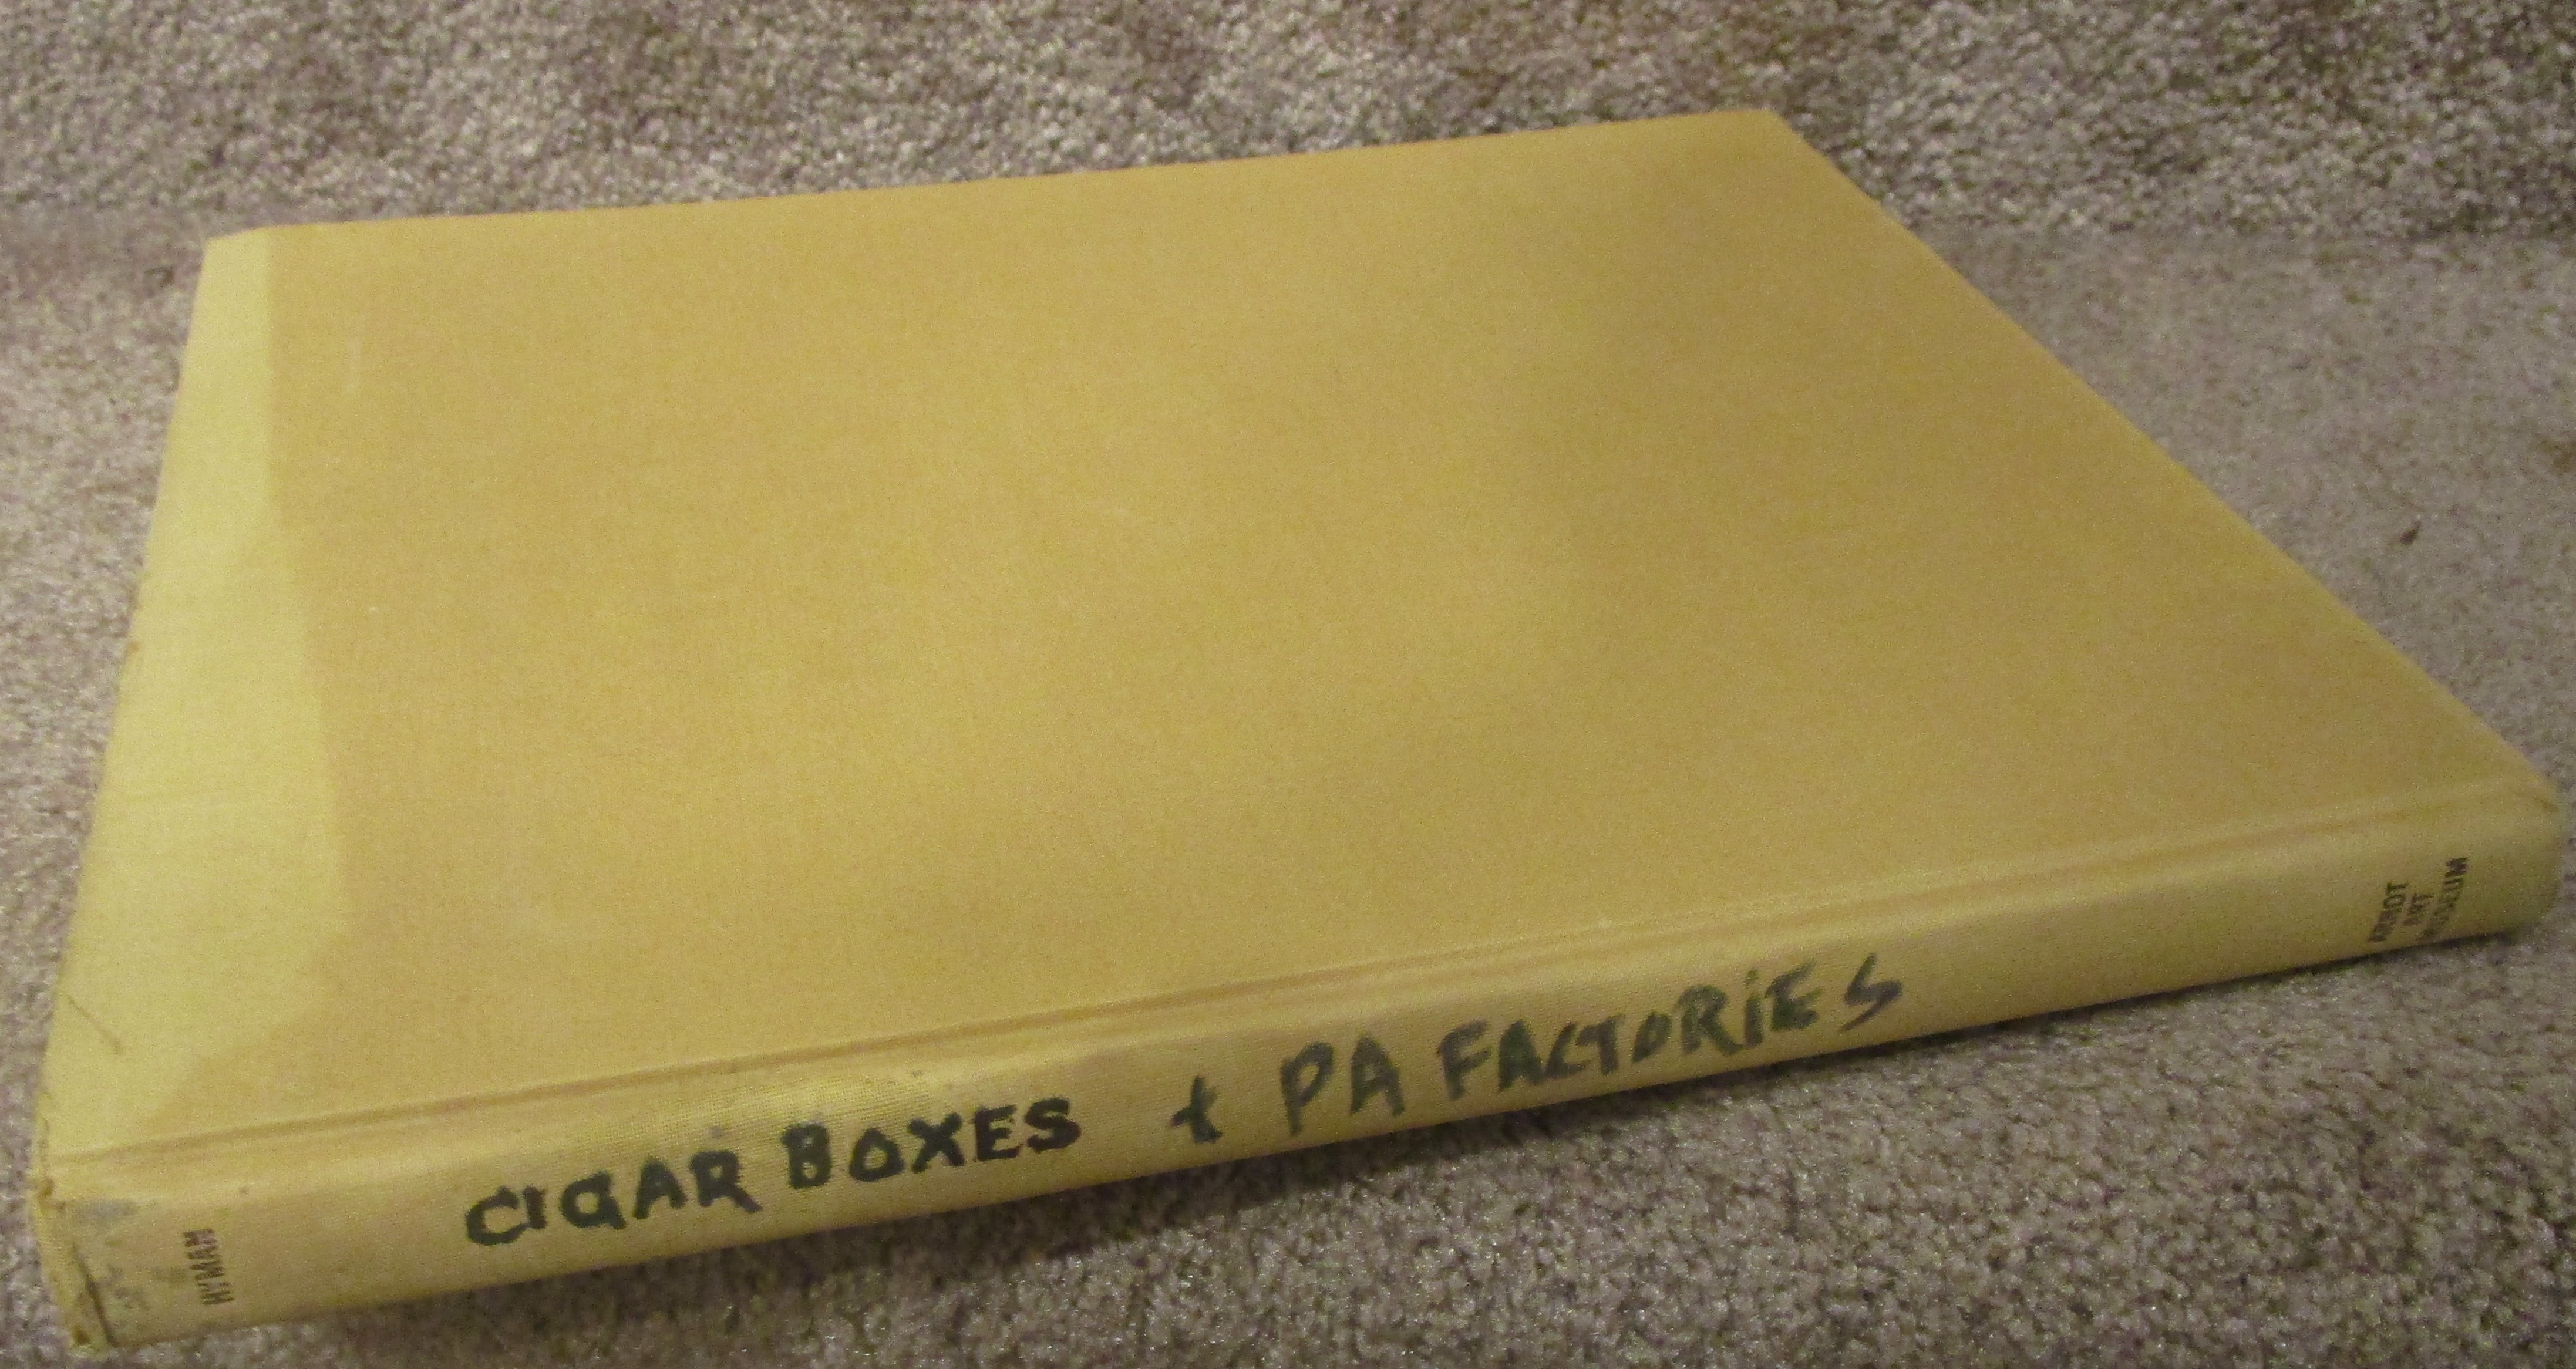 HYMAN
CIGAR BOXES + PA FACTORIES
ARNOT
ART
MUSEUM